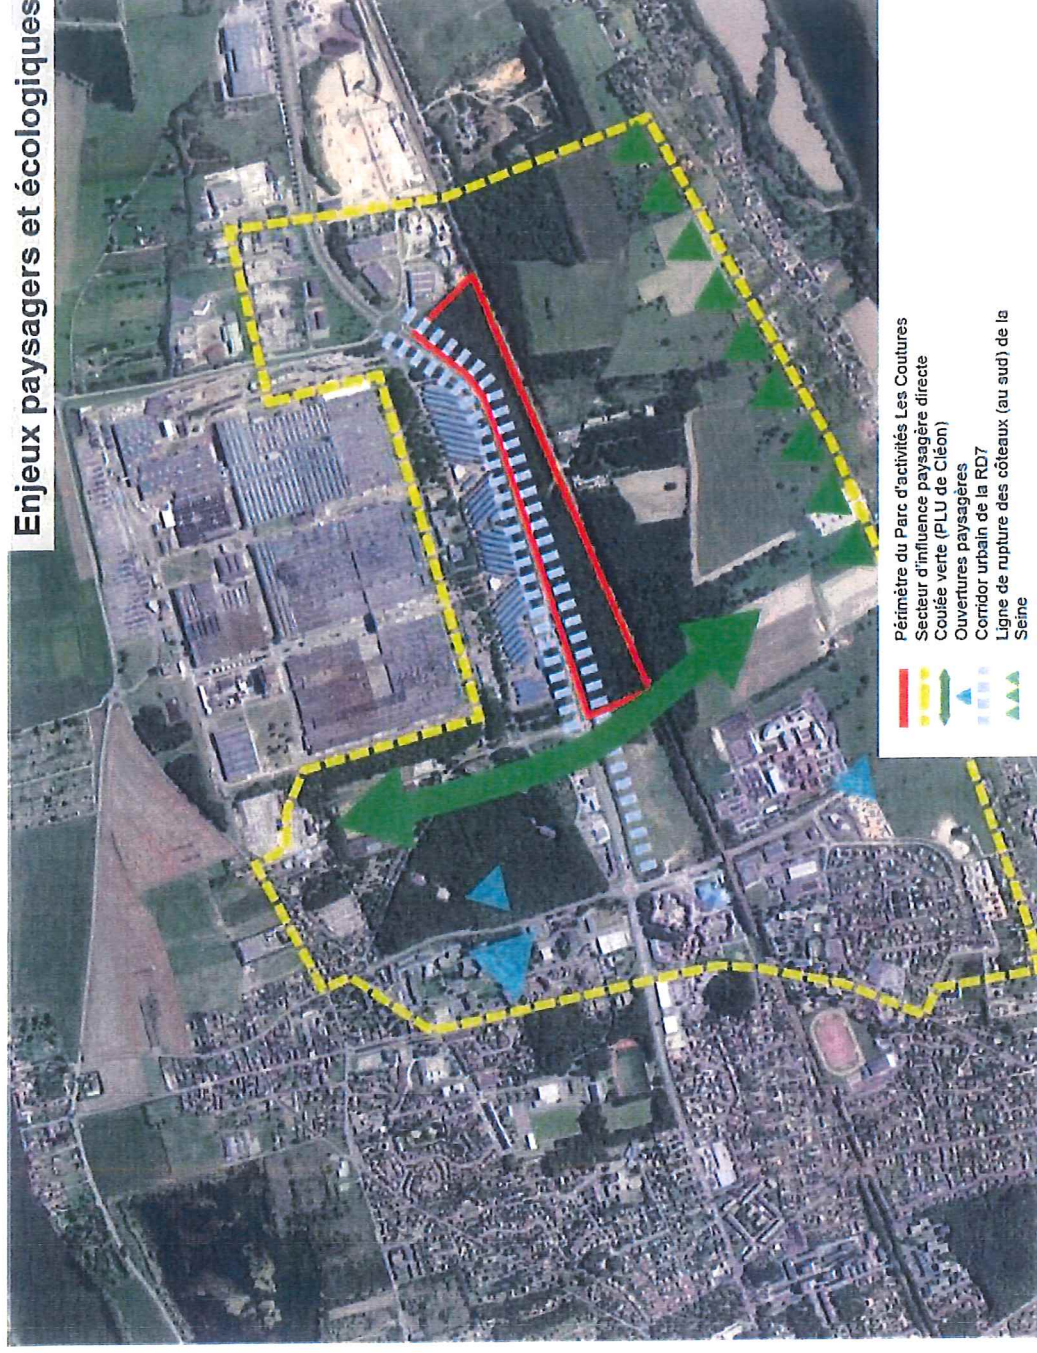 Enjeux paysagers et écologiques
Périmètre du Parc d'activités Les Coutures
Secteur d'influence paysagère directe
Coulée verte (PLU de Cléon)
Ouvertures paysagères
Corridor urbain de la RD7
Ligne de rupture des côteaux (au sud) de la
Seine